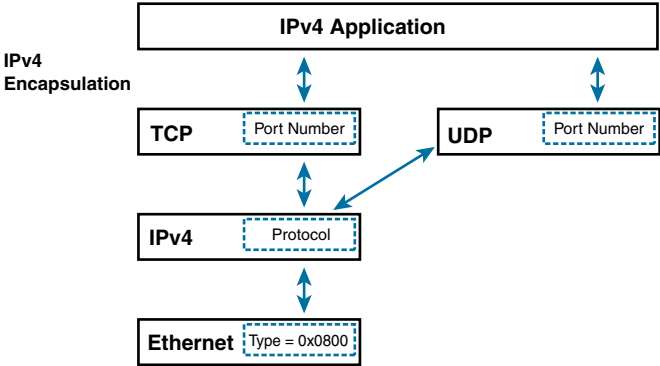 IPv4 Application
IPv4
Encapsulation
TCP
Port Number
UDP
Port Number
IPv4
Protocol
Ethernet
Type = 0x0800